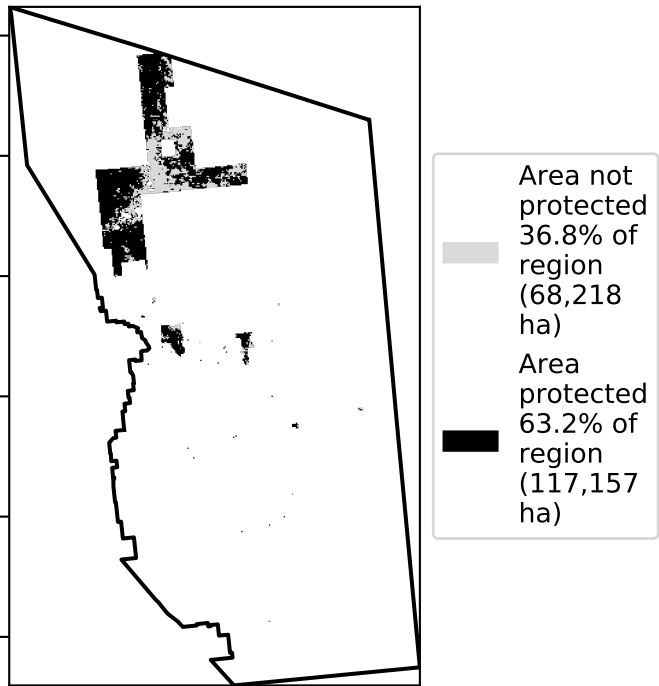 Area not
protected
36.8% of
region
(68,218
ha)
Area
protected
63.2% of
region
(117,157
ha)